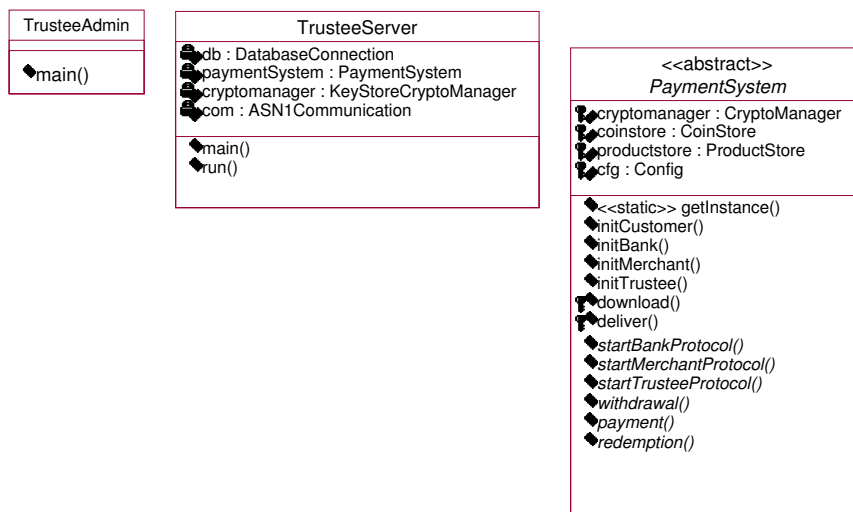 TrusteeAdmin
main()
TrusteeServer
db : DatabaseConnection
paymentSystem : PaymentSystem
cryptomanager : KeyStoreCryptoManager
com : ASN1Communication
main()
run()
<<abstract>>
PaymentSystem
cryptomanager : CryptoManager
coinstore : CoinStore
productstore : ProductStore
cfg : Config
<<static>> getInstance()
initCustomer()
initBank()
initMerchant()
initTrustee()
download()
deliver()
startBankProtocol()
startMerchantProtocol()
startTrusteeProtocol()
withdrawal()
payment()
redemption()